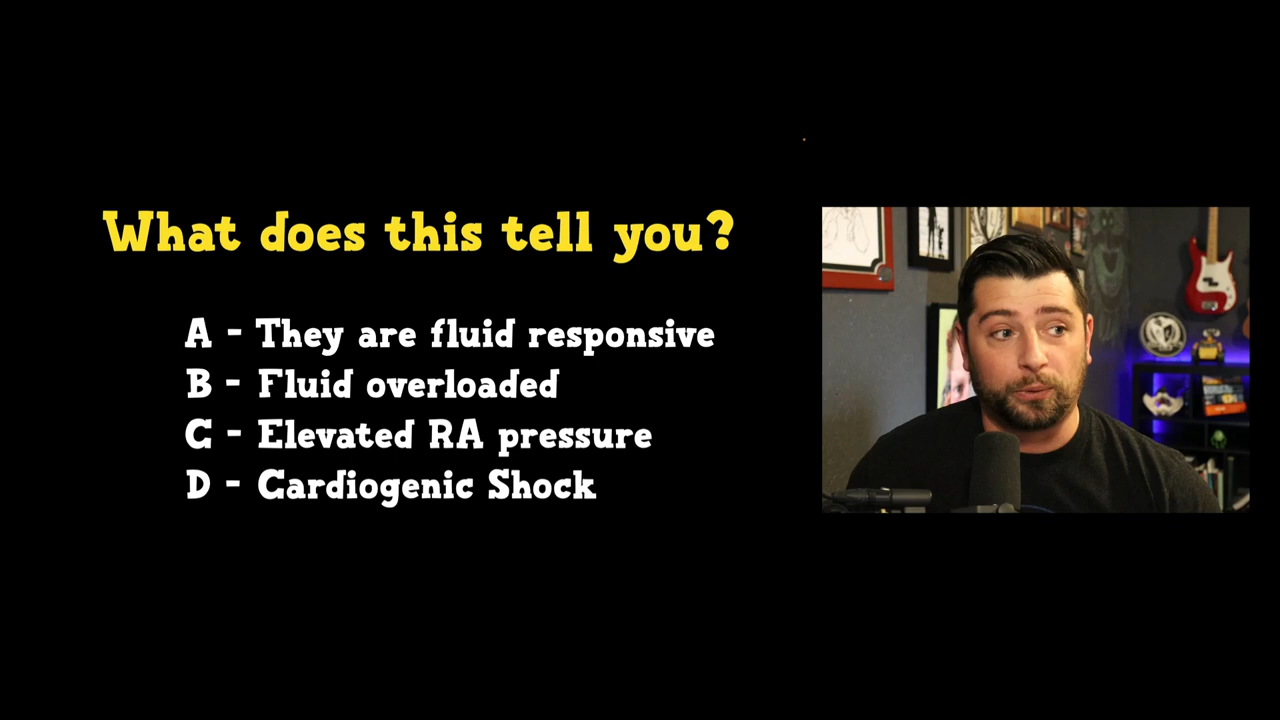 What does this tell you?
A - They are fluid responsive
B - Fluid overloaded
C - Elevated RA pressure
D - Cardiogenic Shock